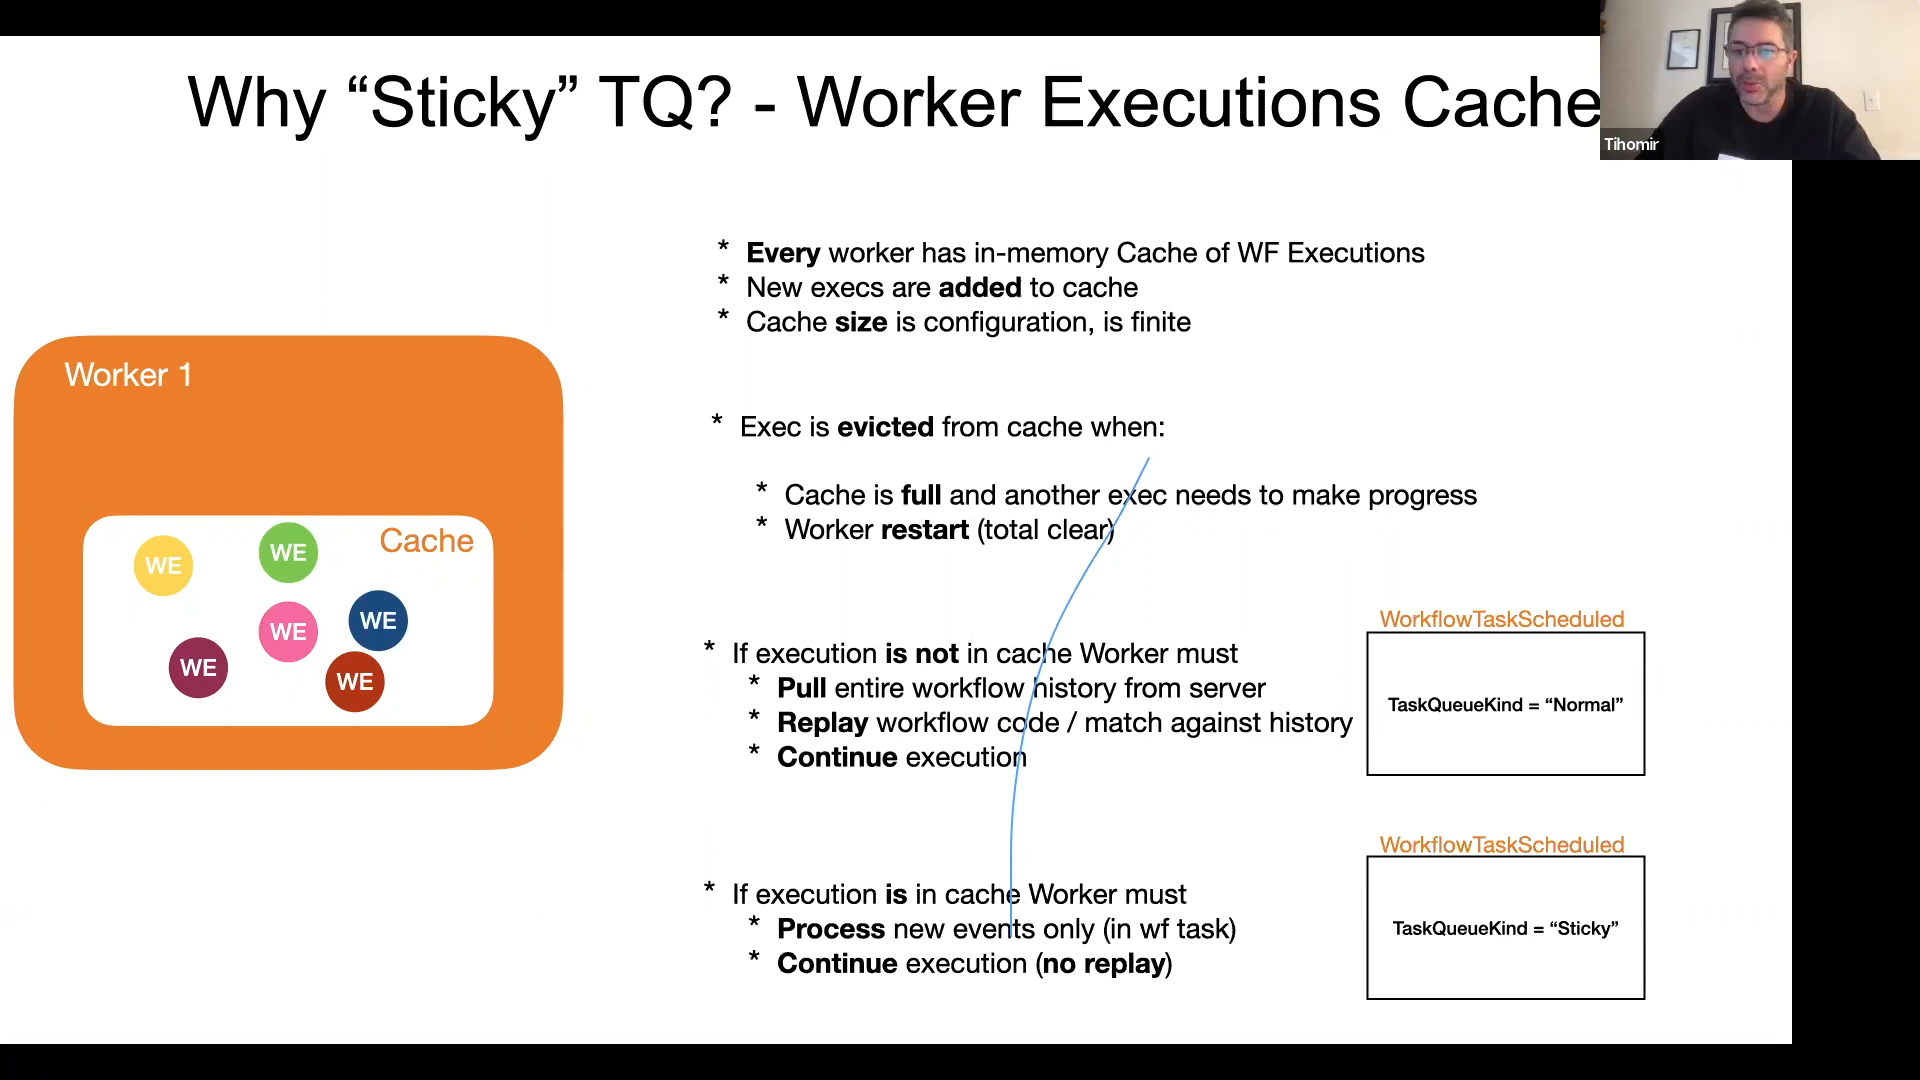 Why “Sticky” TQ? - Worker Executions Cache
Tihomir
* Every worker has in-memory Cache of WF Executions
* New execs are added to cache
* Cache size is configuration, is finite
Worker 1
Cache
WE
WE
WE
WE
WE
WE
* Exec is evicted from cache when:
* Cache is full and another exec needs to make progress
* Worker restart (total clear)
* If execution is not in cache Worker must
* Pull entire workflow history from server
* Replay workflow code / match against history
* Continue execution
WorkflowTaskScheduled
TaskQueueKind = “Normal”
* If execution is in cache Worker must
* Process new events only (in wf task)
* Continue execution (no replay)
WorkflowTaskScheduled
TaskQueueKind = “Sticky”